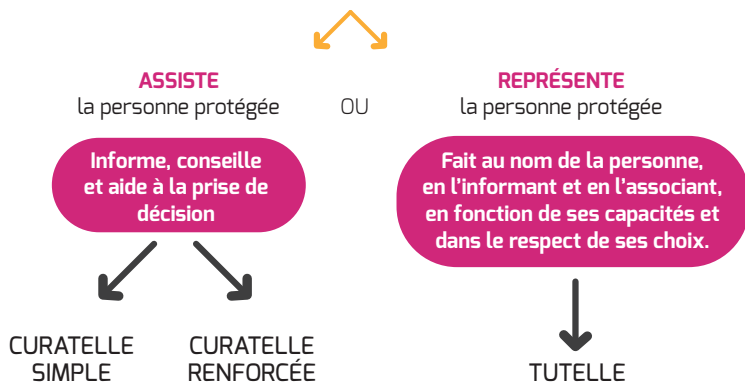 ASSISTE
la personne protégée
OU
REPRÉSENTE
la personne protégée
Informe, conseille
et aide à la prise de
décision
Fait au nom de la personne,
en l'informant et en l'associant,
en fonction de ses capacités et
dans le respect de ses choix.
CURATELLE
SIMPLE
CURATELLE
RENFORCÉE
TUTELLE